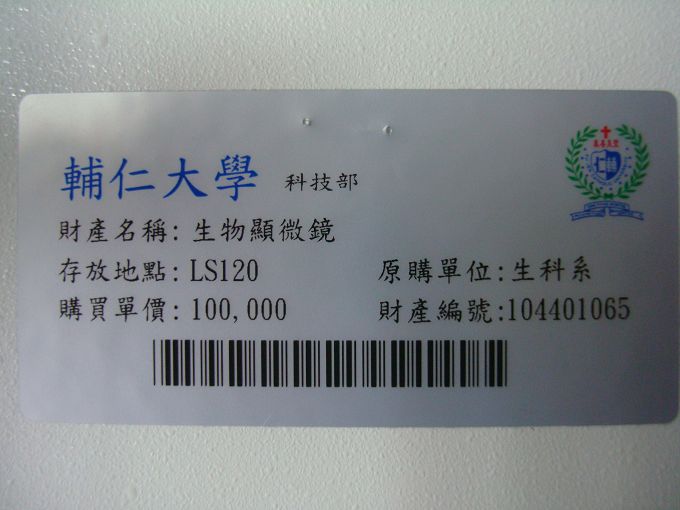 輔仁大學 科技部
財產名稱: 生物顯微鏡
存放地點: LS120 原購單位:生科系
購買單價: 100,000 財產編號:104401065